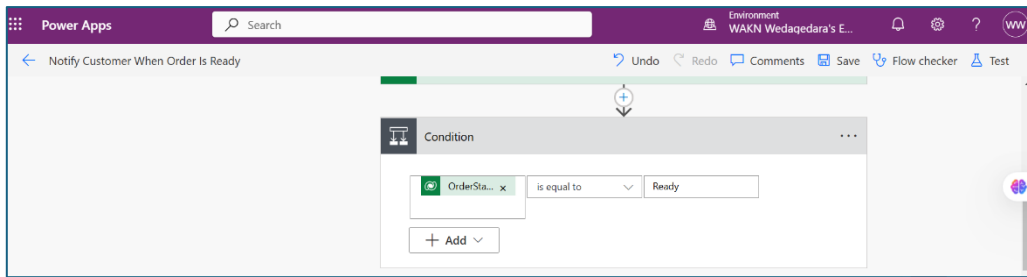 Power Apps
Search
Environment
WAKN Wedagedara's E...
?
WW
Notify Customer When Order Is Ready
Undo
Redo
Comments
Save
Flow checker
Test
Condition
...
OrderSta... x
is equal to
Ready
+ Add